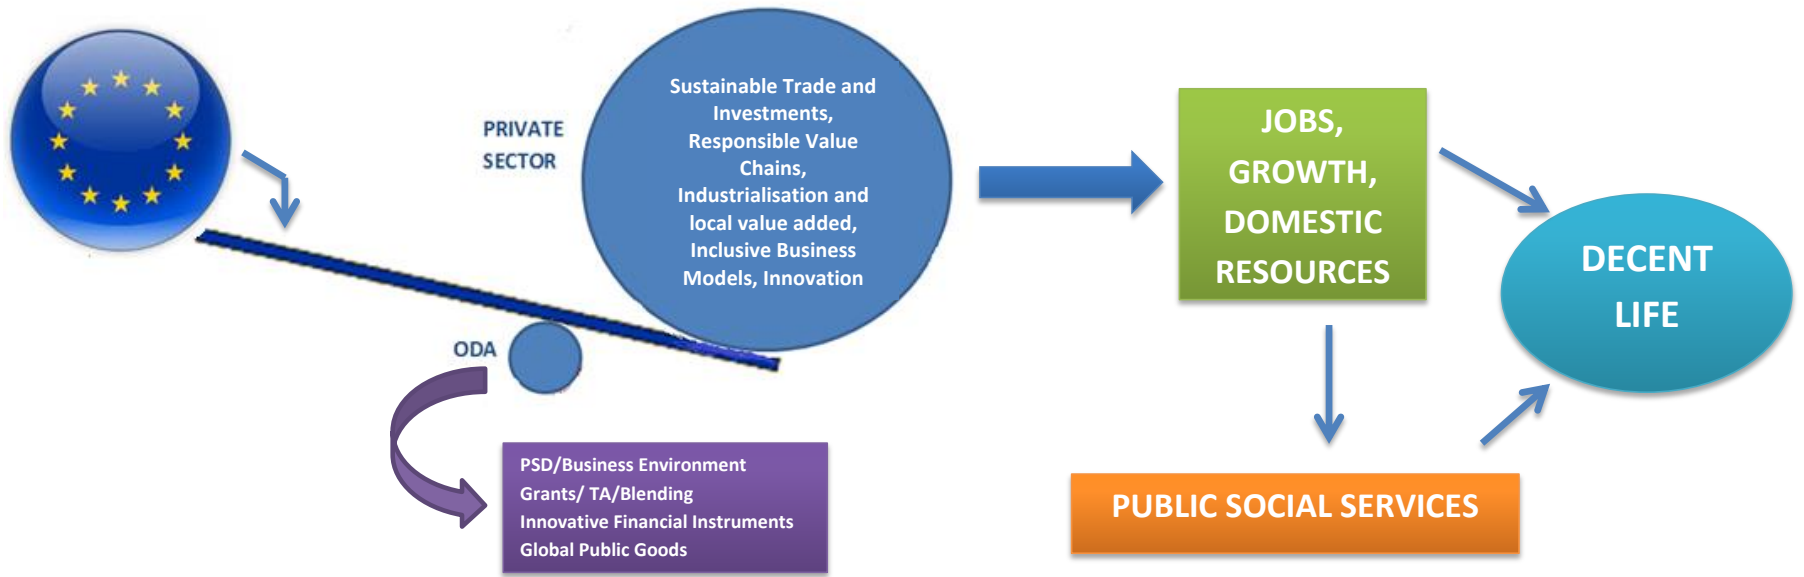 PRIVATE
SECTOR
Sustainable Trade and
Investments,
Responsible Value
Chains,
Industrialisation and
local value added,
Inclusive Business
Models, Innovation
ODA
PSD/Business Environment
Grants/ TA/Blending
Innovative Financial Instruments
Global Public Goods
JOBS,
GROWTH,
DOMESTIC
RESOURCES
PUBLIC SOCIAL SERVICES
DECENT
LIFE